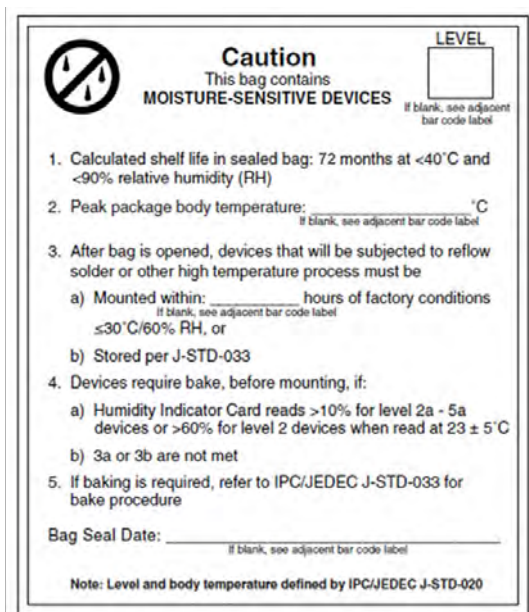 LEVEL
Caution
This bag contains
MOISTURE-SENSITIVE DEVICES
If blank, see adjacent
bar code label
1. Calculated shelf life in sealed bag: 72 months at <40˚C and
<90% relative humidity (RH)
2. Peak package body temperature: ____________________˚C
If blank, see adjacent bar code label
3. After bag is opened, devices that will be subjected to reflow
solder or other high temperature process must be
a) Mounted within: ___________ hours of factory conditions
If blank, see adjacent bar code label
≤30˚C/60% RH, or
b) Stored per J-STD-033
4. Devices require bake, before mounting, if:
a) Humidity Indicator Card reads >10% for level 2a - 5a
devices or >60% for level 2 devices when read at 23 ± 5˚C
b) 3a or 3b are not met
5. If baking is required, refer to IPC/JEDEC J-STD-033 for
bake procedure
Bag Seal Date: ___________________________________
If blank, see adjacent bar code label
Note: Level and body temperature defined by IPC/JEDEC J-STD-020